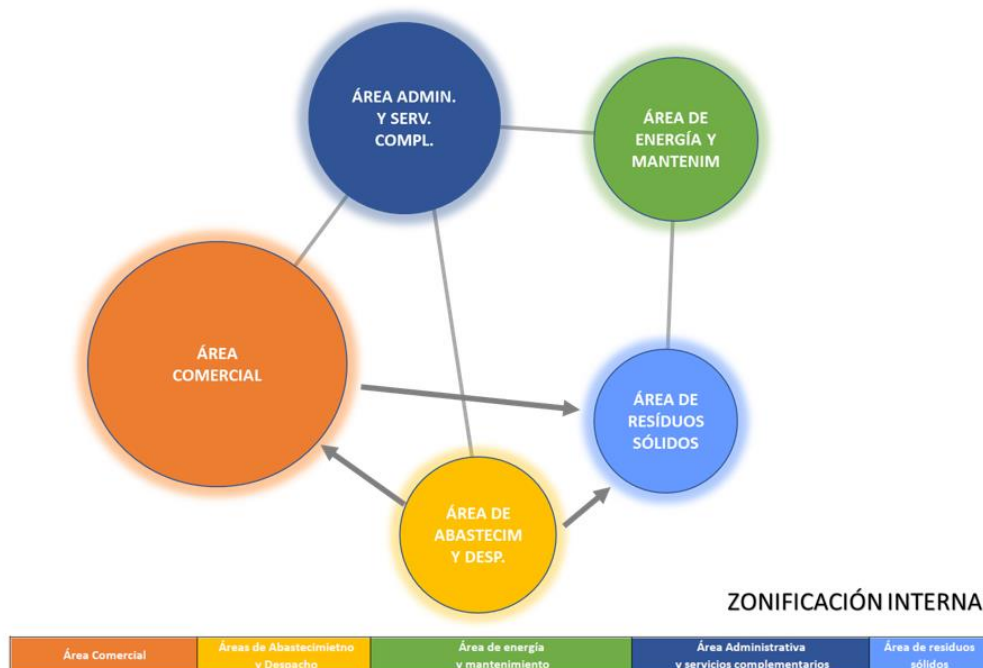 ÁREA ADMIN.
Y SERV.
COMPL.
ÁREA DE
ENERGÍA Y
MANTENIM
ÁREA
COMERCIAL
ÁREA DE
RESÍDUOS
SÓLIDOS
ÁREA DE
ABASTECIM
Y DESP.
ZONIFICACIÓN INTERNA
Área Comercial
Áreas de Abastecimietno
y Despacho
Área de energía
y mantenimiento
Área Administrativa
y servicios complementarios
Área de residuos
sólidos